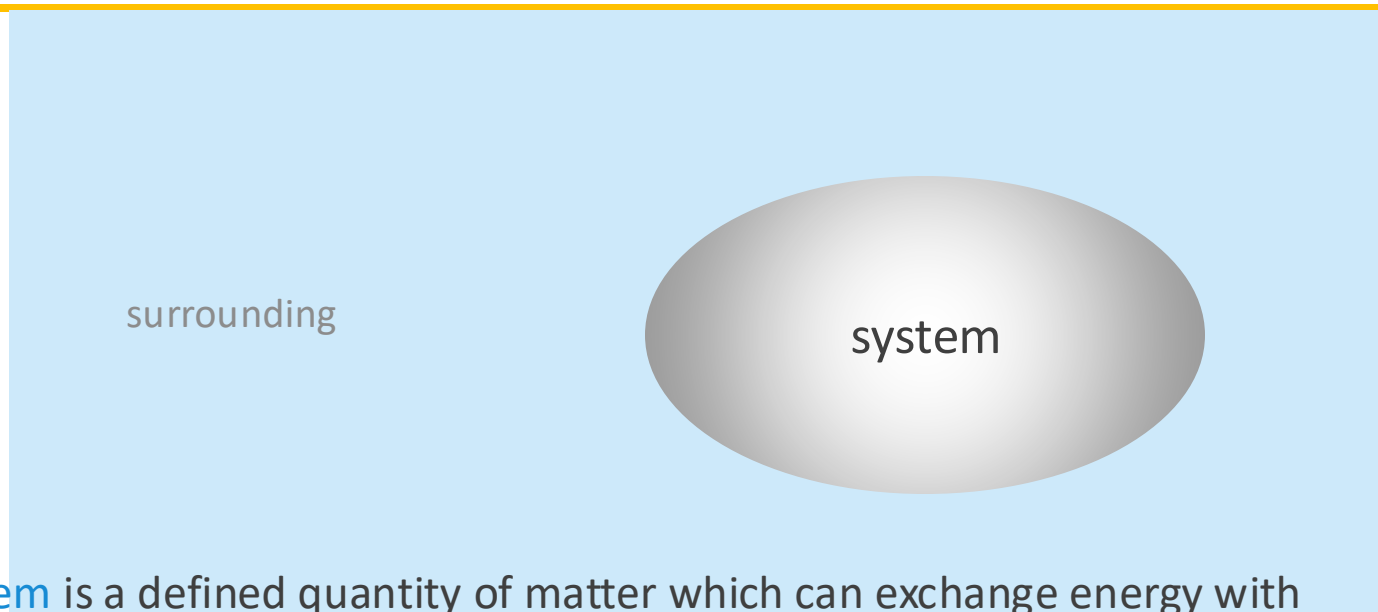 surrounding
system
em is a defined quantity of matter which can exchange energy with